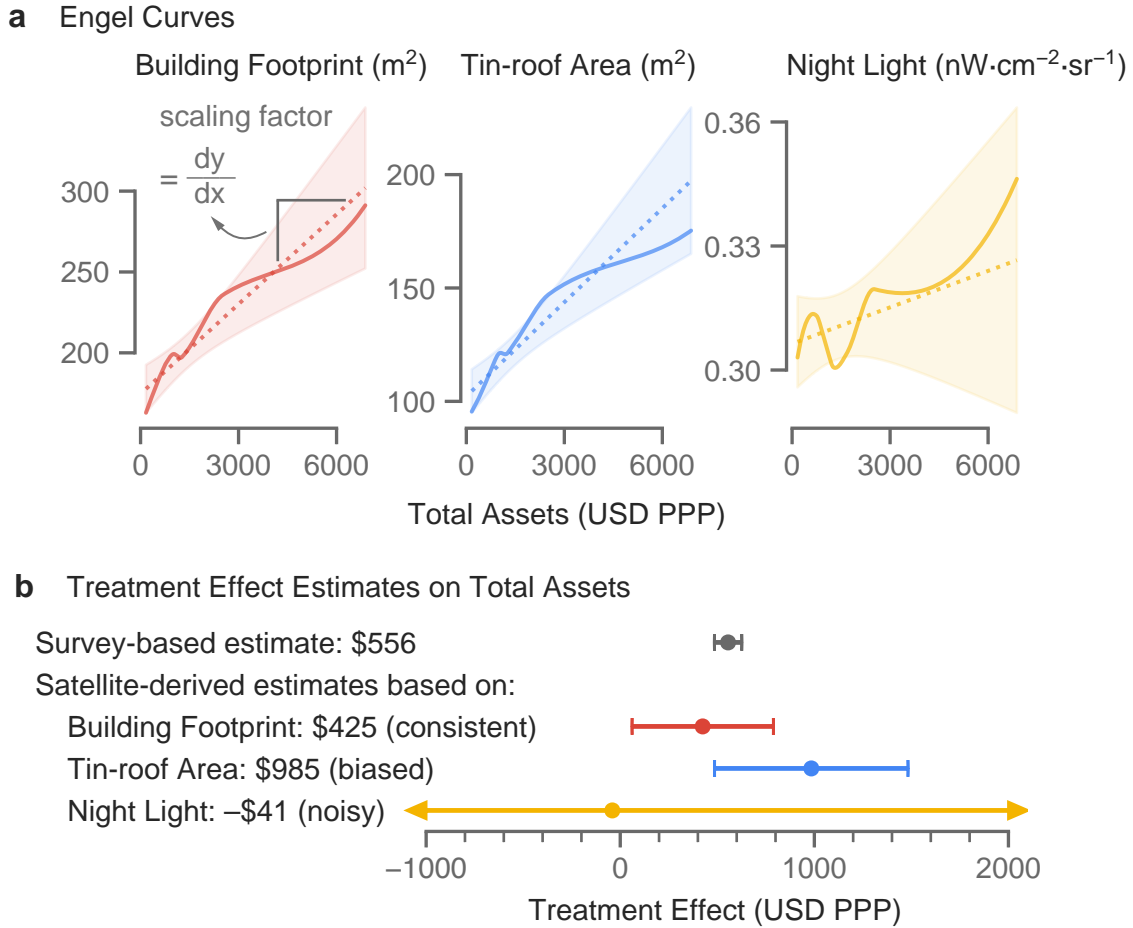 a Engel Curves
Building Footprint (m²)
Tin-roof Area (m²)
Night Light (nW·cm⁻²·sr⁻¹)
scaling factor
= dy
dx
300
250
200
0 3000 6000
200
150
100
0 3000 6000
0.36
0.33
0.30
0 3000 6000
Total Assets (USD PPP)
b Treatment Effect Estimates on Total Assets
Survey-based estimate: $556
Satellite-derived estimates based on:
Building Footprint: $425 (consistent)
Tin-roof Area: $985 (biased)
Night Light: –$41 (noisy)
−1000 0 1000 2000
Treatment Effect (USD PPP)